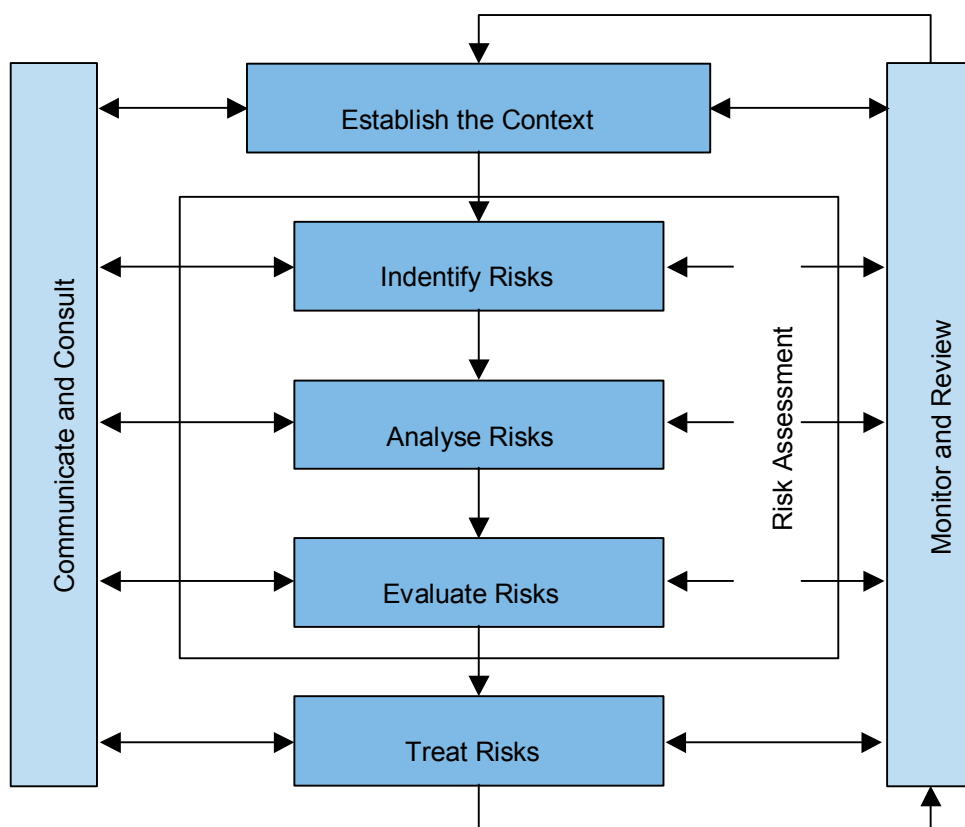 Establish the Context
Communicate and Consult
Indentify Risks
Analyse Risks
Evaluate Risks
Treat Risks
Risk Assessment
Monitor and Review